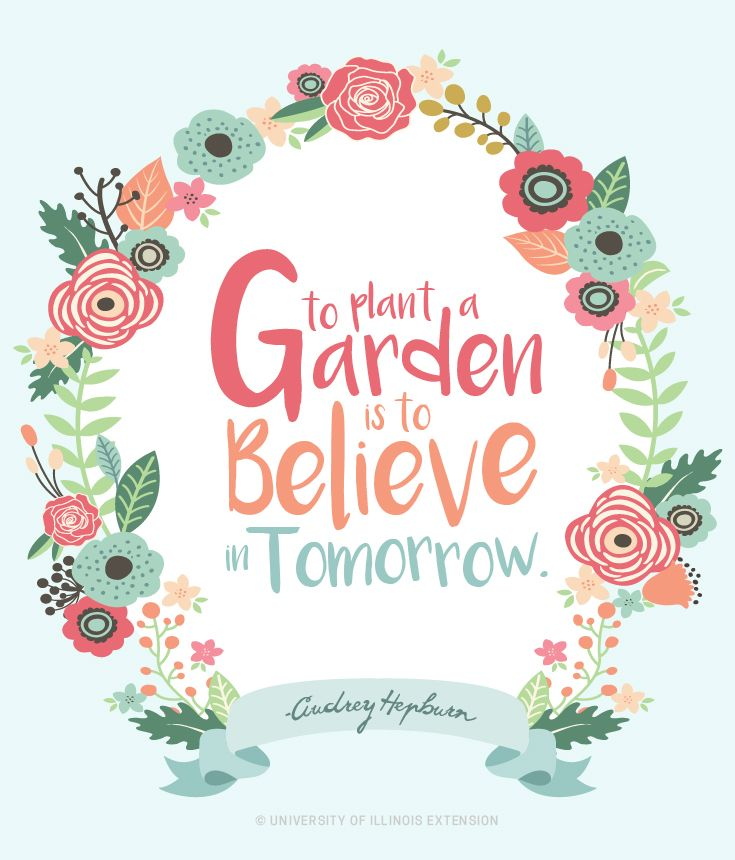 To plant a
Garden
is to
Believe
in Tomorrow.
-Audrey Hepburn
© UNIVERSITY OF ILLINOIS EXTENSION